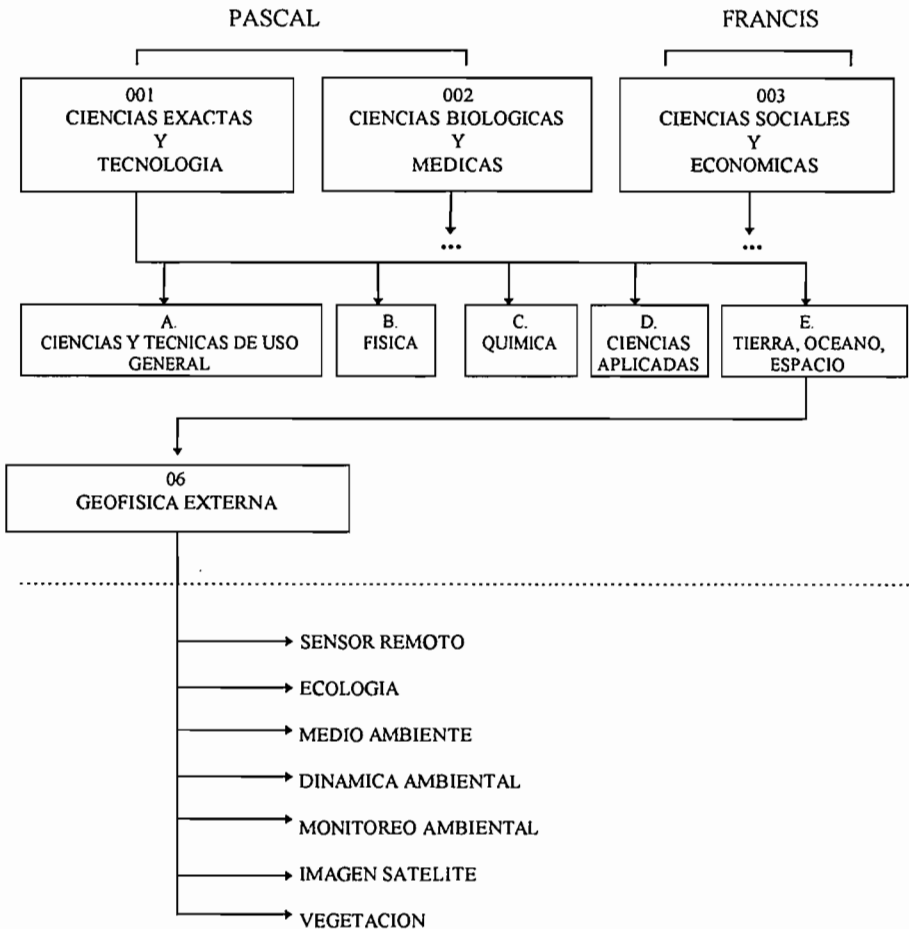 PASCAL
FRANCIS
001
CIENCIAS EXACTAS
Y
TECNOLOGIA
002
CIENCIAS BIOLOGICAS
Y
MEDICAS
003
CIENCIAS SOCIALES
Y
ECONOMICAS
...
...
A.
CIENCIAS Y TECNICAS DE USO
GENERAL
B.
FISICA
C.
QUIMICA
D.
CIENCIAS
APLICADAS
E.
TIERRA, OCEANO,
ESPACIO
06
GEOFISICA EXTERNA
SENSOR REMOTO
ECOLOGIA
MEDIO AMBIENTE
DINAMICA AMBIENTAL
MONITOREO AMBIENTAL
IMAGEN SATELITE
VEGETACION